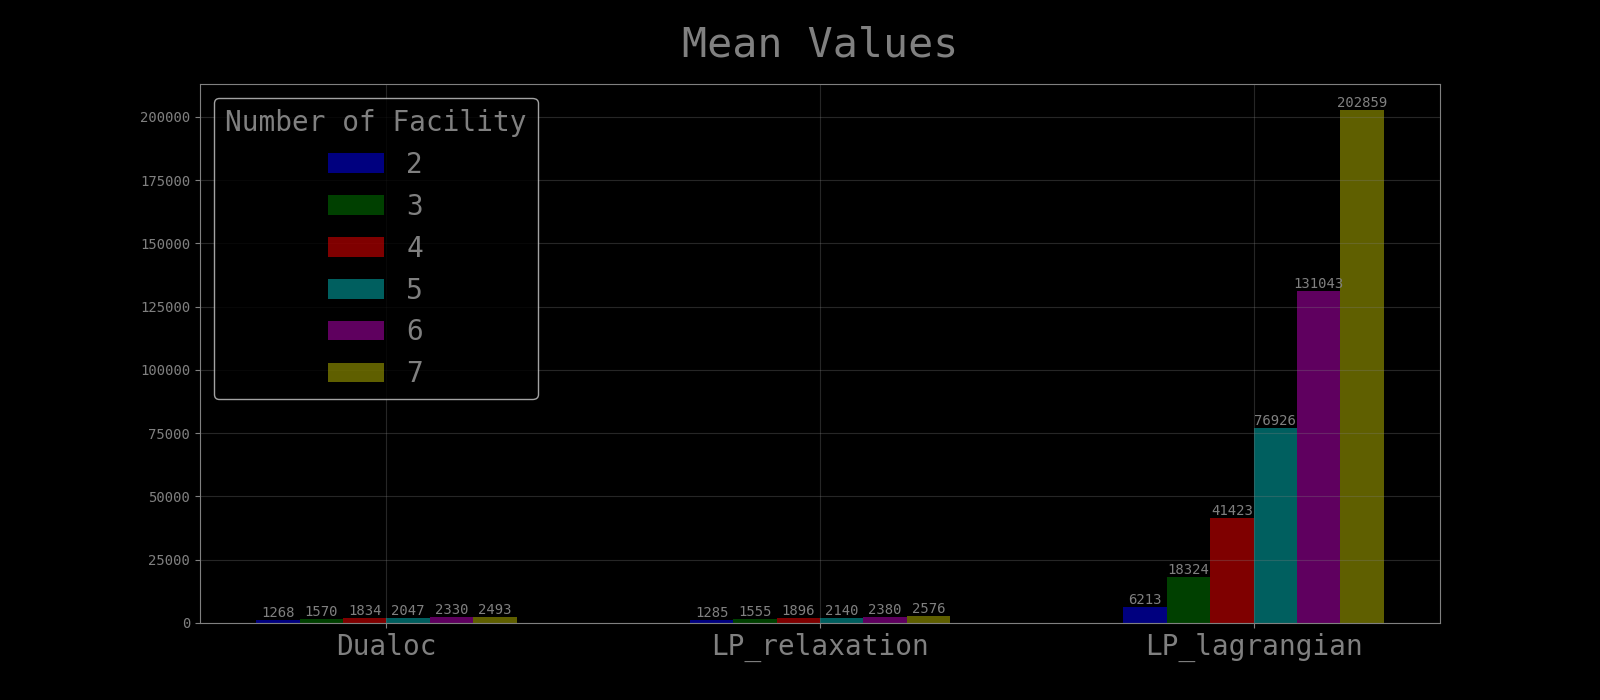 Mean Values
Number of Facility
2
3
4
5
6
7
200000
175000
150000
125000
100000
75000
50000
25000
0
1268 1570 1834 2047 2330 2493
1285 1555 1896 2140 2380 2576
6213 18324 41423 76926 131043 202859
Dualoc LP_relaxation LP_lagrangian